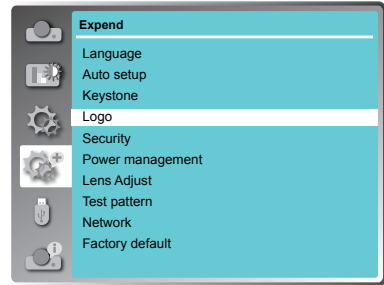 Expend
Language
Auto setup
Keystone
Logo
Security
Power management
Lens Adjust
Test pattern
Network
Factory default